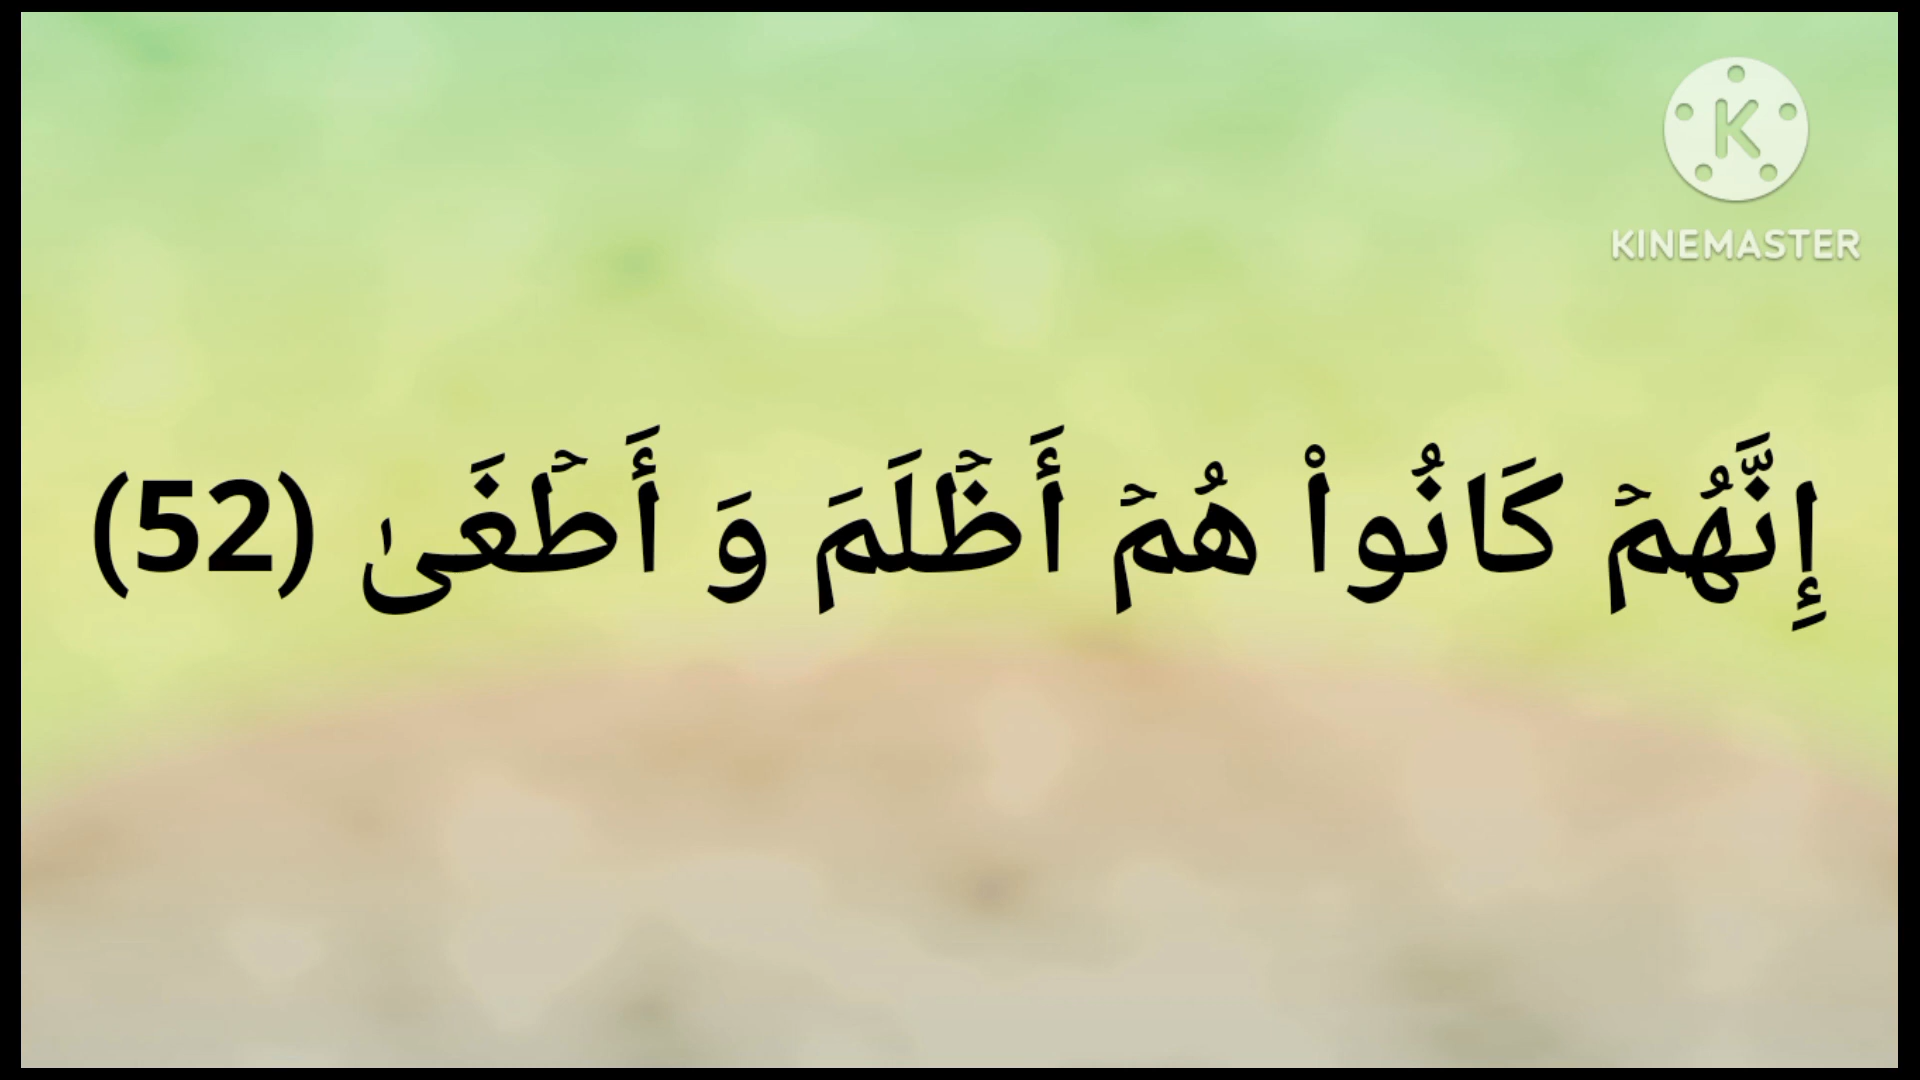 K
KINEMASTER
إِنَّهُمۡ كَانُواْ هُمۡ أَظۡلَمَ وَ أَطۡغَىٰ (52)